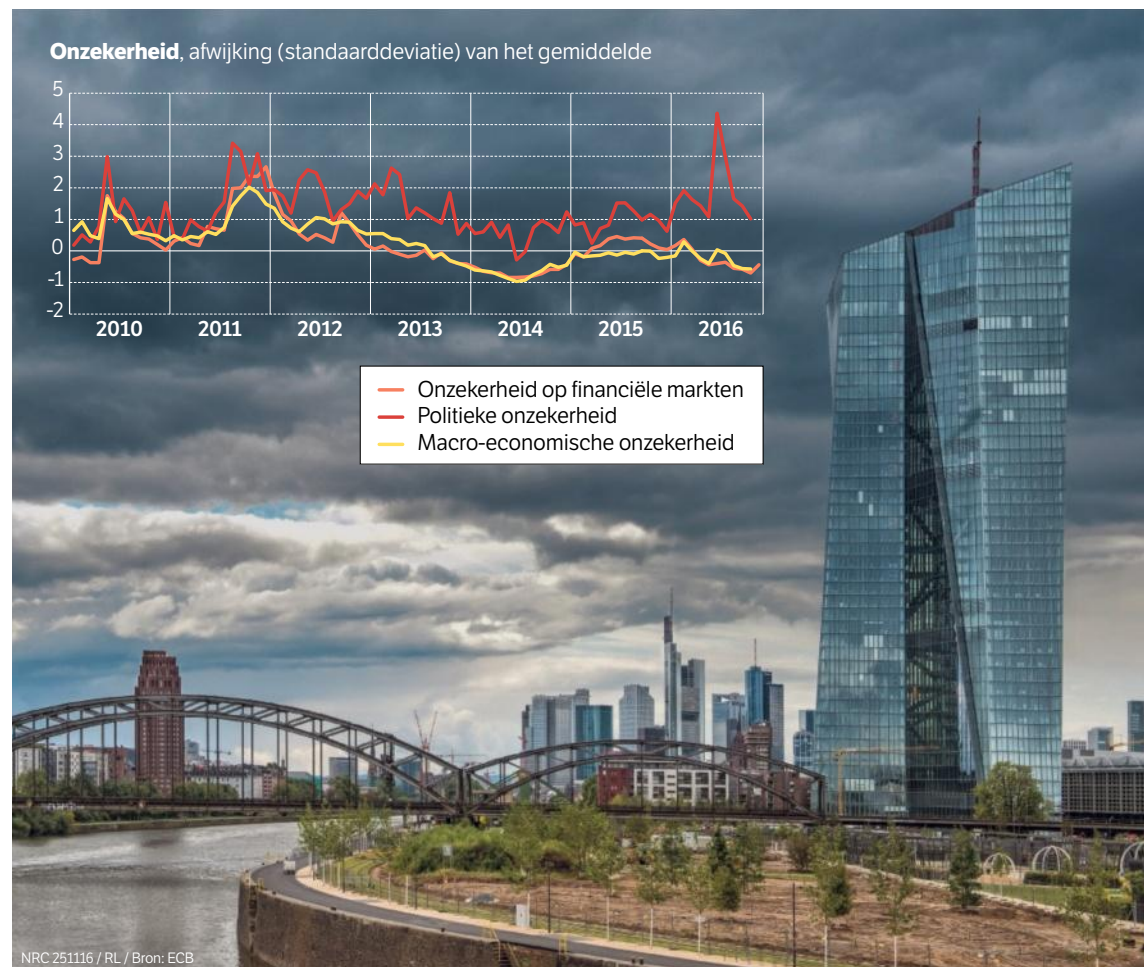 Onzekerheid, afwijking (standaarddeviatie) van het gemiddelde
5
4
3
2
1
0
-1
-2
2010 2011 2012 2013 2014 2015 2016
Onzekerheid op financiële markten
Politieke onzekerheid
Macro-economische onzekerheid
NRC 251116 / RL / Bron: ECB